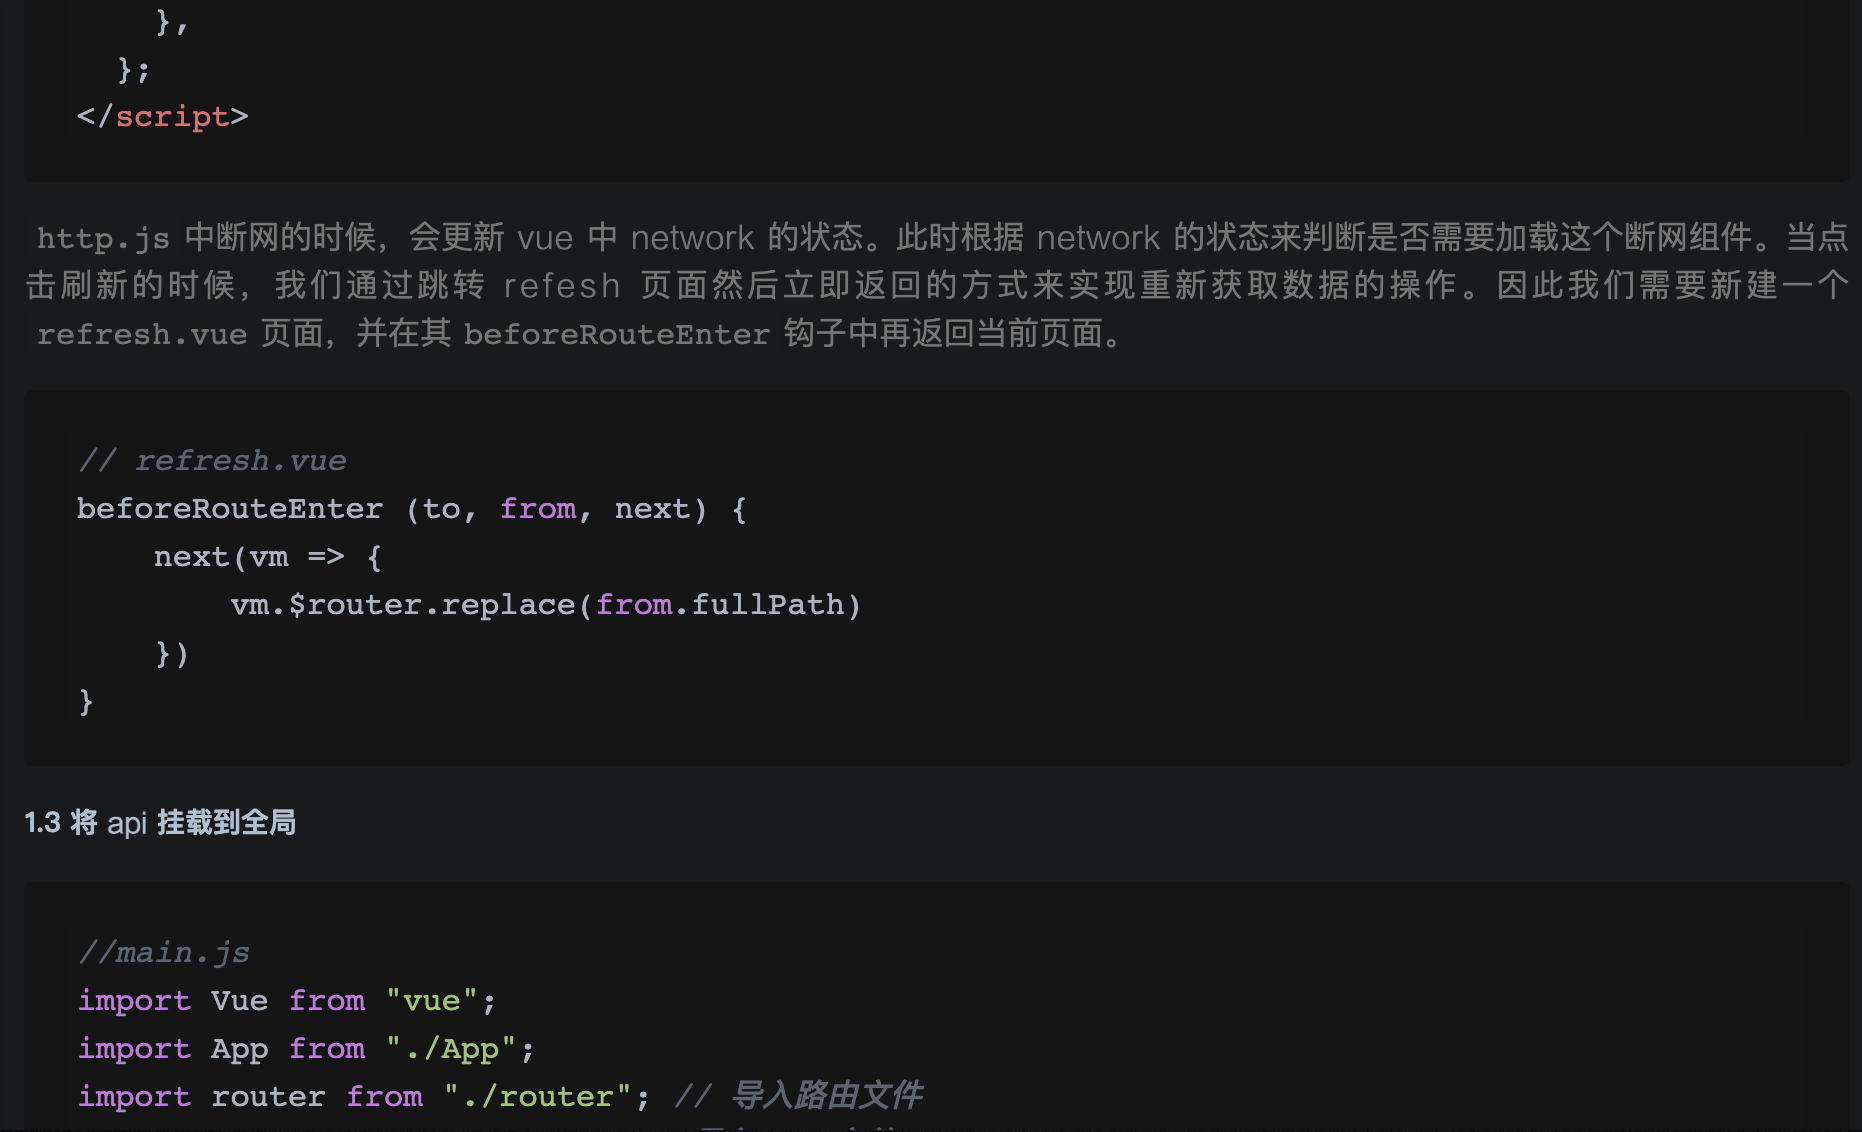 },
};
</script>
http.js 中断网的时候，会更新 vue 中 network 的状态。此时根据 network 的状态来判断是否需要加载这个断网组件。当点
击刷新的时候，我们通过跳转 refesh 页面然后立即返回的方式来实现重新获取数据的操作。因此我们需要新建一个
refresh.vue 页面，并在其 beforeRouteEnter 钩子中再返回当前页面。
// refresh.vue
beforeRouteEnter (to, from, next) {
next(vm => {
vm.$router.replace(from.fullPath)
})
}
1.3 将 api 挂载到全局
//main.js
import Vue from "vue";
import App from "./App";
import router from "./router"; // 导入路由文件